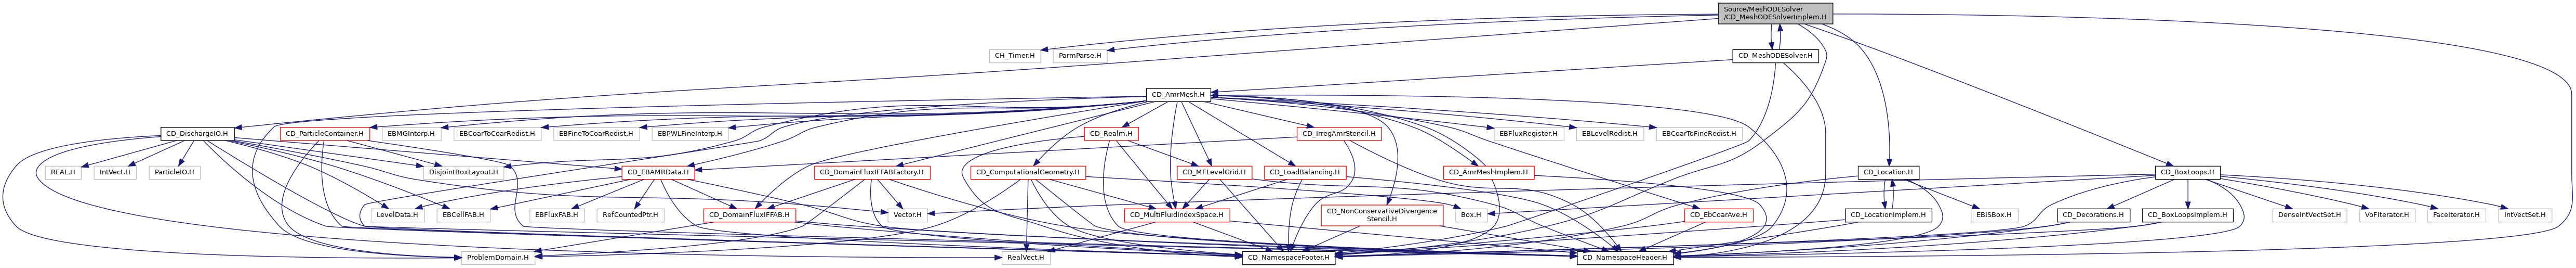 Source/MeshODESolver
/CD_MeshODESolverImplem.H
CH_Timer.H
ParmParse.H
CD_MeshODESolver.H
CD_AmrMesh.H
CD_DischargeIO.H
CD_ParticleContainer.H
EBMGInterp.H
EBCoarToCoarRedist.H
EBFineToCoarRedist.H
EBPWLFineInterp.H
CD_Realm.H
CD_IrregAmrStencil.H
EBFluxRegister.H
EBLevelRedist.H
EBCoarToFineRedist.H
REAL.H
IntVect.H
ParticleIO.H
DisjointBoxLayout.H
CD_EBAMRData.H
CD_DomainFluxIFFABFactory.H
CD_ComputationalGeometry.H
CD_MFLevelGrid.H
CD_LoadBalancing.H
CD_AmrMeshImplem.H
CD_Location.H
CD_BoxLoops.H
LevelData.H
EBCellFAB.H
EBFluxFAB.H
RefCountedPtr.H
CD_DomainFluxIFFAB.H
Vector.H
CD_MultiFluidIndexSpace.H
CD_NonConservativeDivergence
Stencil.H
Box.H
CD_EbCoarAve.H
CD_LocationImplem.H
EBISBox.H
CD_Decorations.H
CD_BoxLoopsImplem.H
DenseIntVectSet.H
VoFIterator.H
FaceIterator.H
IntVectSet.H
ProblemDomain.H
RealVect.H
CD_NamespaceFooter.H
CD_NamespaceHeader.H